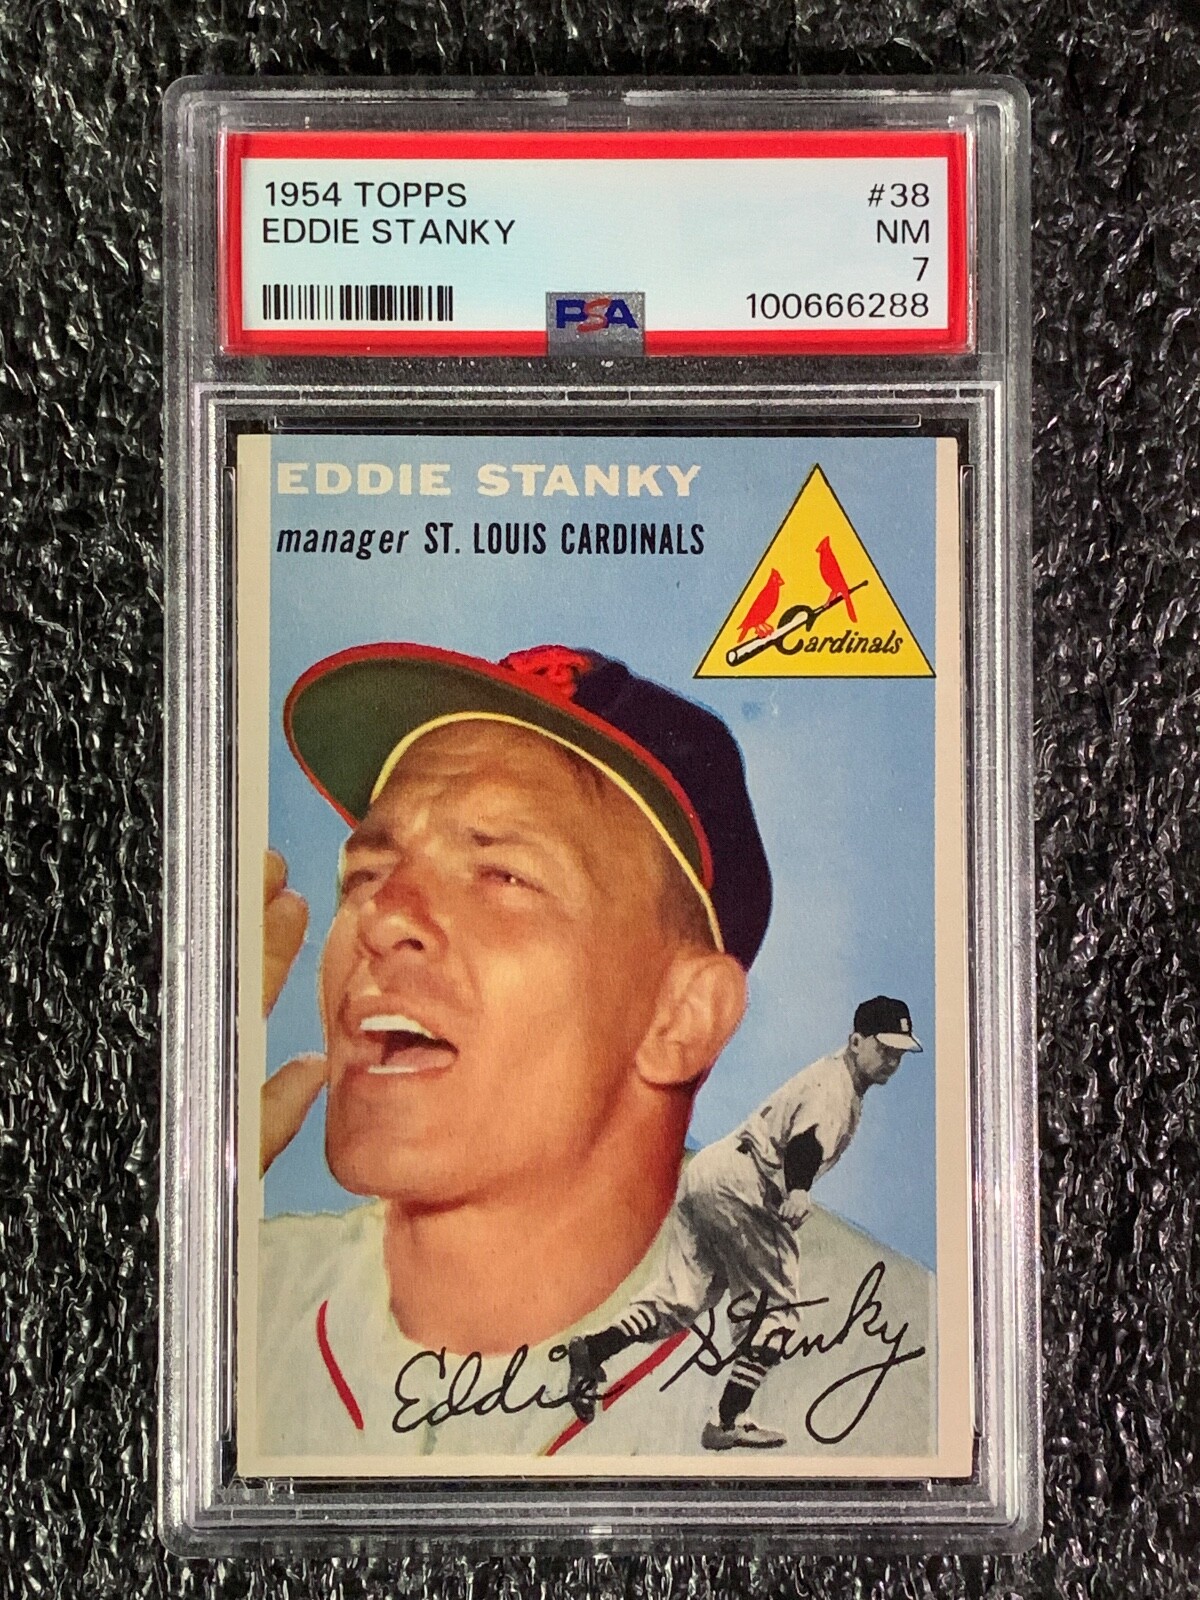 1954 TOPPS #38
EDDIE STANKY NM
7
PSA 100666288
EDDIE STANKY
manager ST. LOUIS CARDINALS
Cardinals
Eddie Stanky